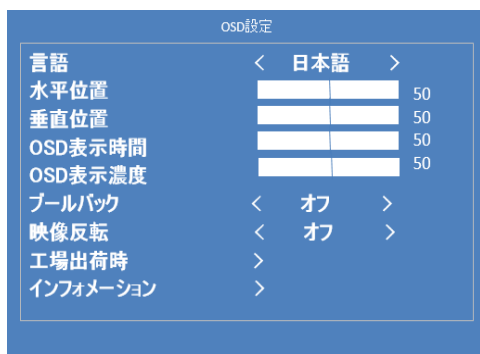 OSD設定
言語 < 日本語 >
水平位置 50
垂直位置 50
OSD表示時間 50
OSD表示濃度 50
ブールバック < オフ >
映像反転 < オフ >
工場出荷時 >
インフォメーション >